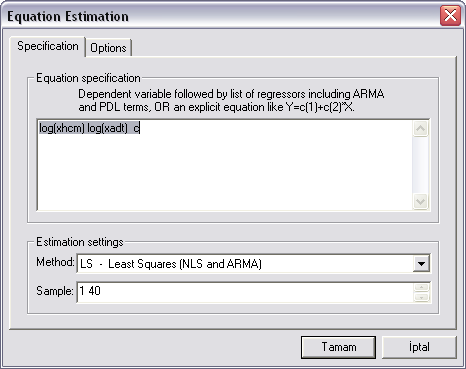 Equation Estimation
Specification
Options
Equation specification
Dependent variable followed by list of regressors including ARMA
and PDL terms, OR an explicit equation like Y=c(1)+c(2)*X.
log(xhcm) log(xadt)  c
Estimation settings
Method: LS  -  Least Squares (NLS and ARMA)
Sample: 1 40
Tamam
İptal